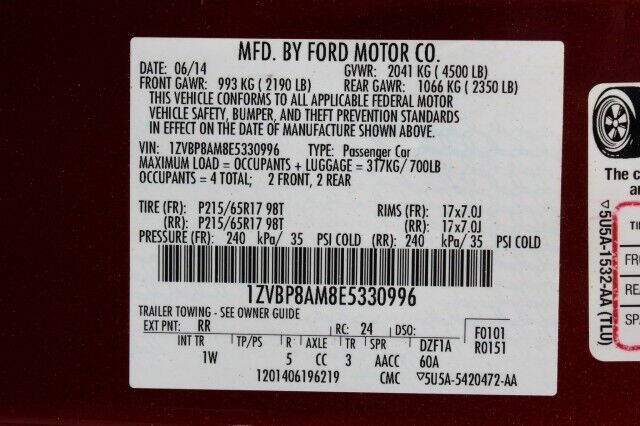 MFD. BY FORD MOTOR CO.
DATE: 06/14 GVWR: 2041 KG ( 4500 LB)
FRONT GAWR: 993 KG ( 2190 LB) REAR GAWR: 1066 KG ( 2350 LB)
THIS VEHICLE CONFORMS TO ALL APPLICABLE FEDERAL MOTOR
VEHICLE SAFETY, BUMPER, AND THEFT PREVENTION STANDARDS
IN EFFECT ON THE DATE OF MANUFACTURE SHOWN ABOVE.
VIN: 1ZVBP8AM8E5330996 TYPE: Passenger Car
MAXIMUM LOAD = OCCUPANTS + LUGGAGE = 317KG/700LB
OCCUPANTS = 4 TOTAL; 2 FRONT, 2 REAR
TIRE (FR): P215/65R17 98T RIMS (FR): 17x7.0J
(RR): P215/65R17 98T (RR): 17x7.0J
PRESSURE (FR): 240 kPa/ 35 PSI COLD (RR): 240 kPa/ 35 PSI COLD
1ZVBP8AM8E5330996
TRAILER TOWING - SEE OWNER GUIDE
EXT PNT: RR RC: 24 DSO: F0101
INT TR TP/PS R AXLE TR SPR DZF1A R0151
1W 5 CC 3 AACC 60A
1201406196219 CMC ▽5U5A-5420472-AA
The c
an
▽5U5A-1532-AA (TLU)
TI
FRO
REA
SPA